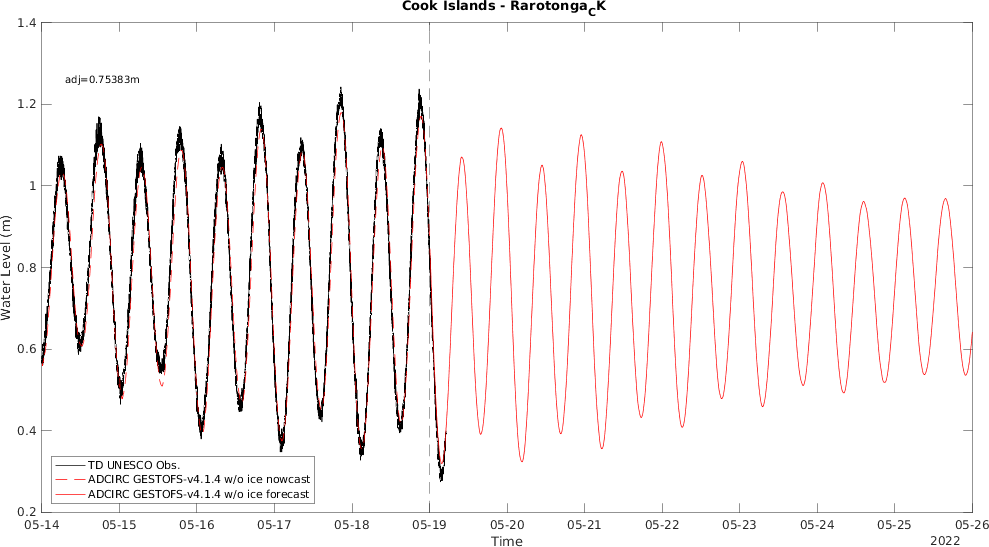 Cook Islands - Rarotonga_CK
adj=0.75383m
1.4
1.2
1
0.8
0.6
0.4
0.2
Water Level (m)
TD UNESCO Obs.
ADCIRC GESTOFS-v4.1.4 w/o ice nowcast
ADCIRC GESTOFS-v4.1.4 w/o ice forecast
05-14 05-15 05-16 05-17 05-18 05-19 05-20 05-21 05-22 05-23 05-24 05-25 05-26
Time
2022